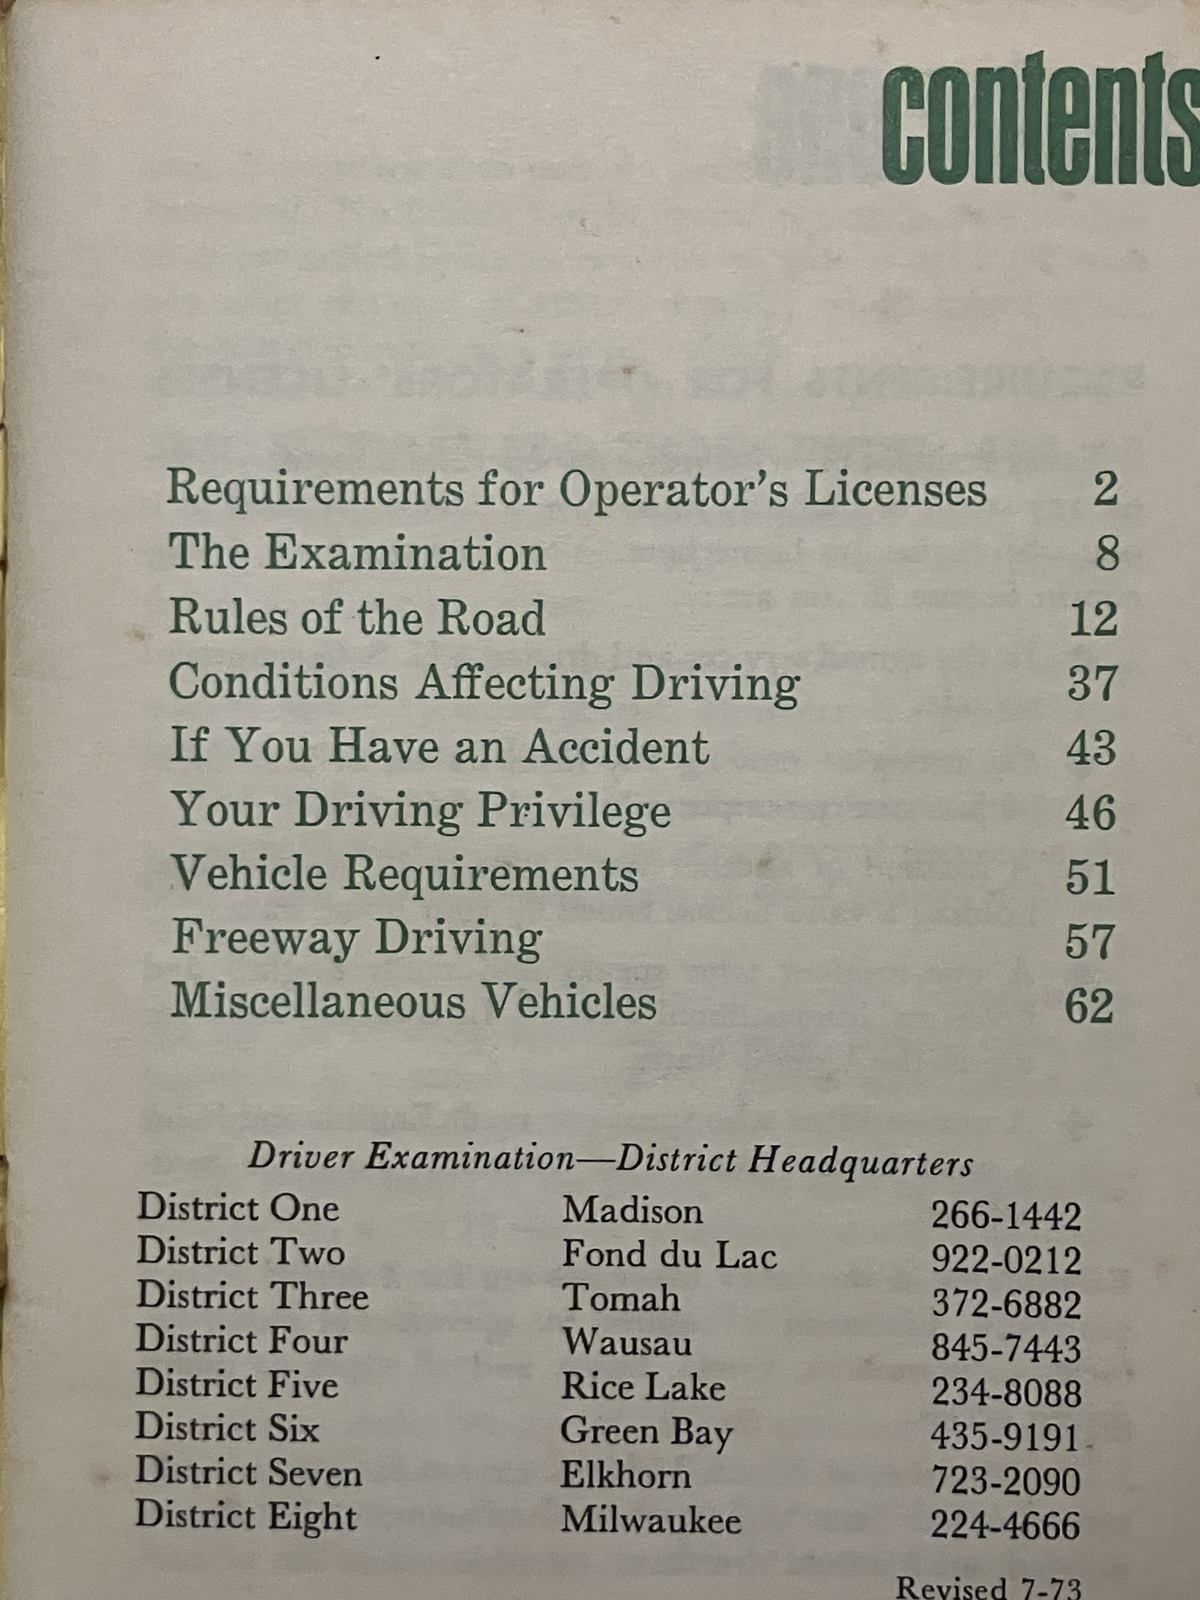 contents
Requirements for Operator's Licenses 2
The Examination 8
Rules of the Road 12
Conditions Affecting Driving 37
If You Have an Accident 43
Your Driving Privilege 46
Vehicle Requirements 51
Freeway Driving 57
Miscellaneous Vehicles 62
Driver Examination—District Headquarters
District One Madison 266-1442
District Two Fond du Lac 922-0212
District Three Tomah 372-6882
District Four Wausau 845-7443
District Five Rice Lake 234-8088
District Six Green Bay 435-9191
District Seven Elkhorn 723-2090
District Eight Milwaukee 224-4666
Revised 7-73